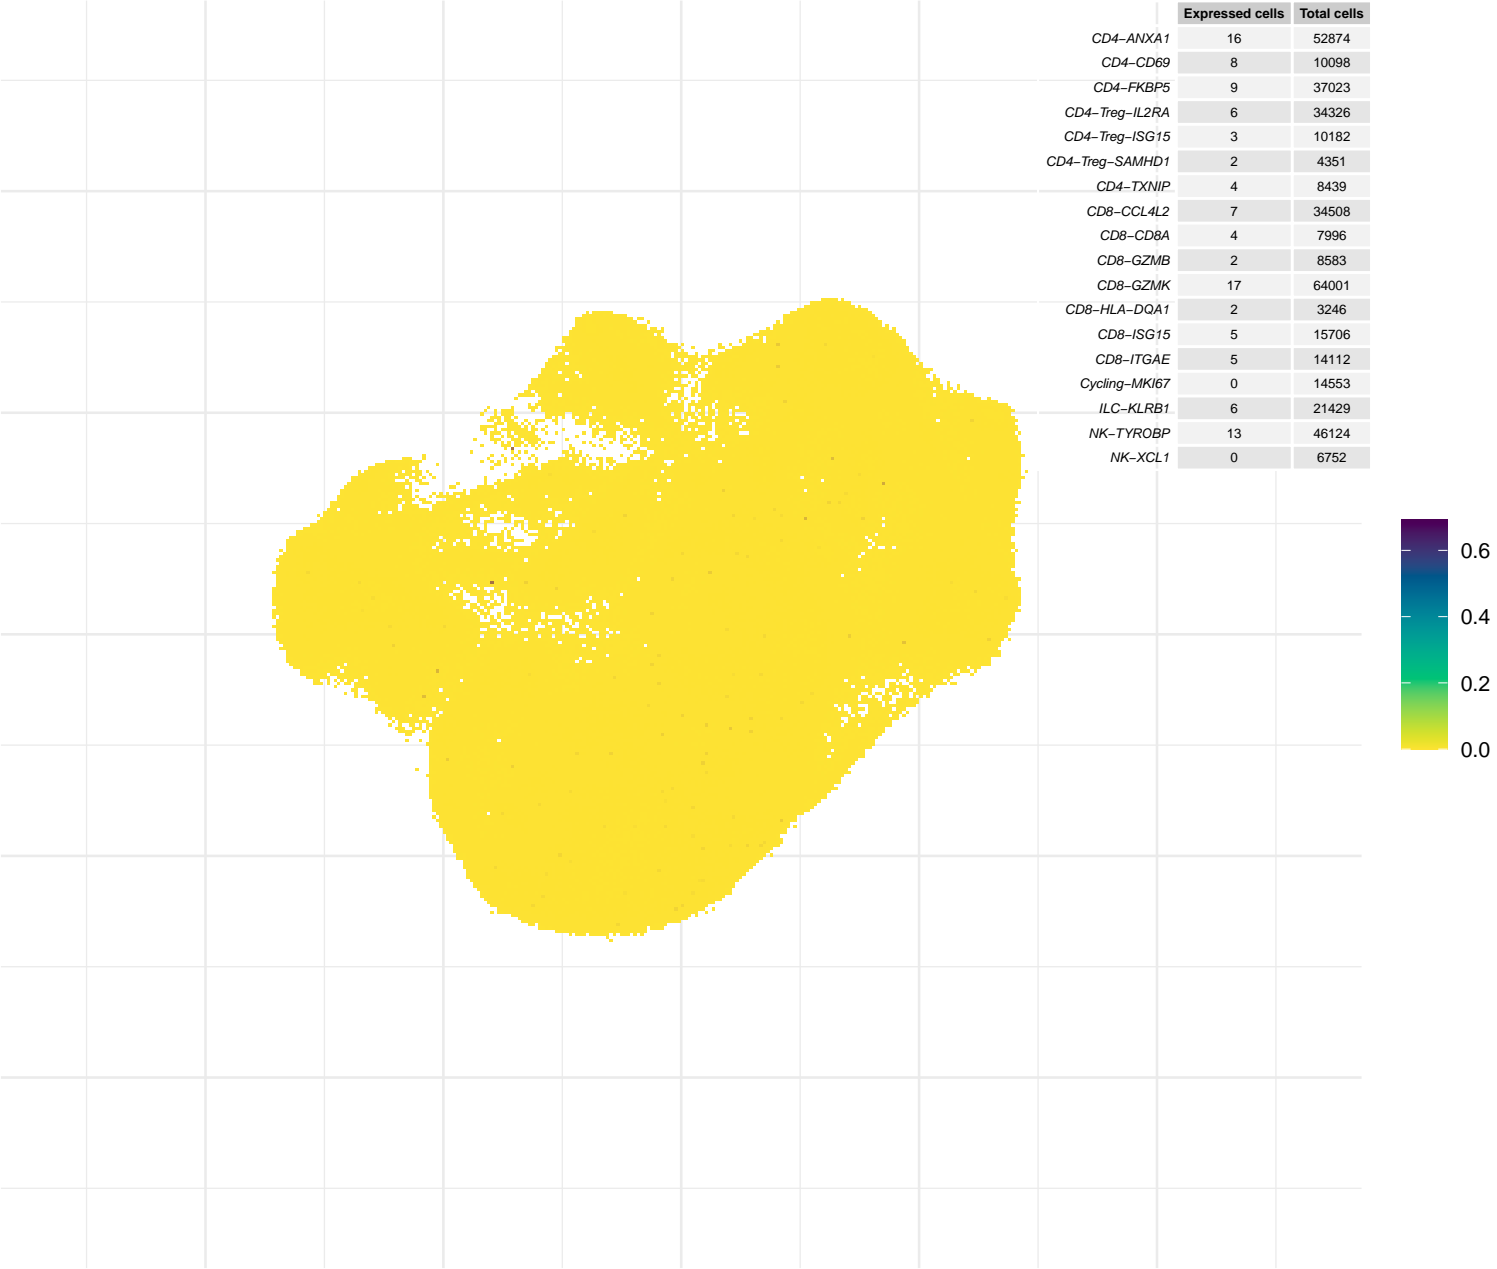 Expressed cells Total cells
CD4−ANXA1 16 52874
CD4−CD69 8 10098
CD4−FKBP5 9 37023
CD4−Treg−IL2RA 6 34326
CD4−Treg−ISG15 3 10182
CD4−Treg−SAMHD1 2 4351
CD4−TXNIP 4 8439
CD8−CCL4L2 7 34508
CD8−CD8A 4 7996
CD8−GZMB 2 8583
CD8−GZMK 17 64001
CD8−HLA−DQA1 2 3246
CD8−ISG15 5 15706
CD8−ITGAE 5 14112
Cycling−MKI67 0 14553
ILC−KLRB1 6 21429
NK−TYROBP 13 46124
NK−XCL1 0 6752
0.6
0.4
0.2
0.0